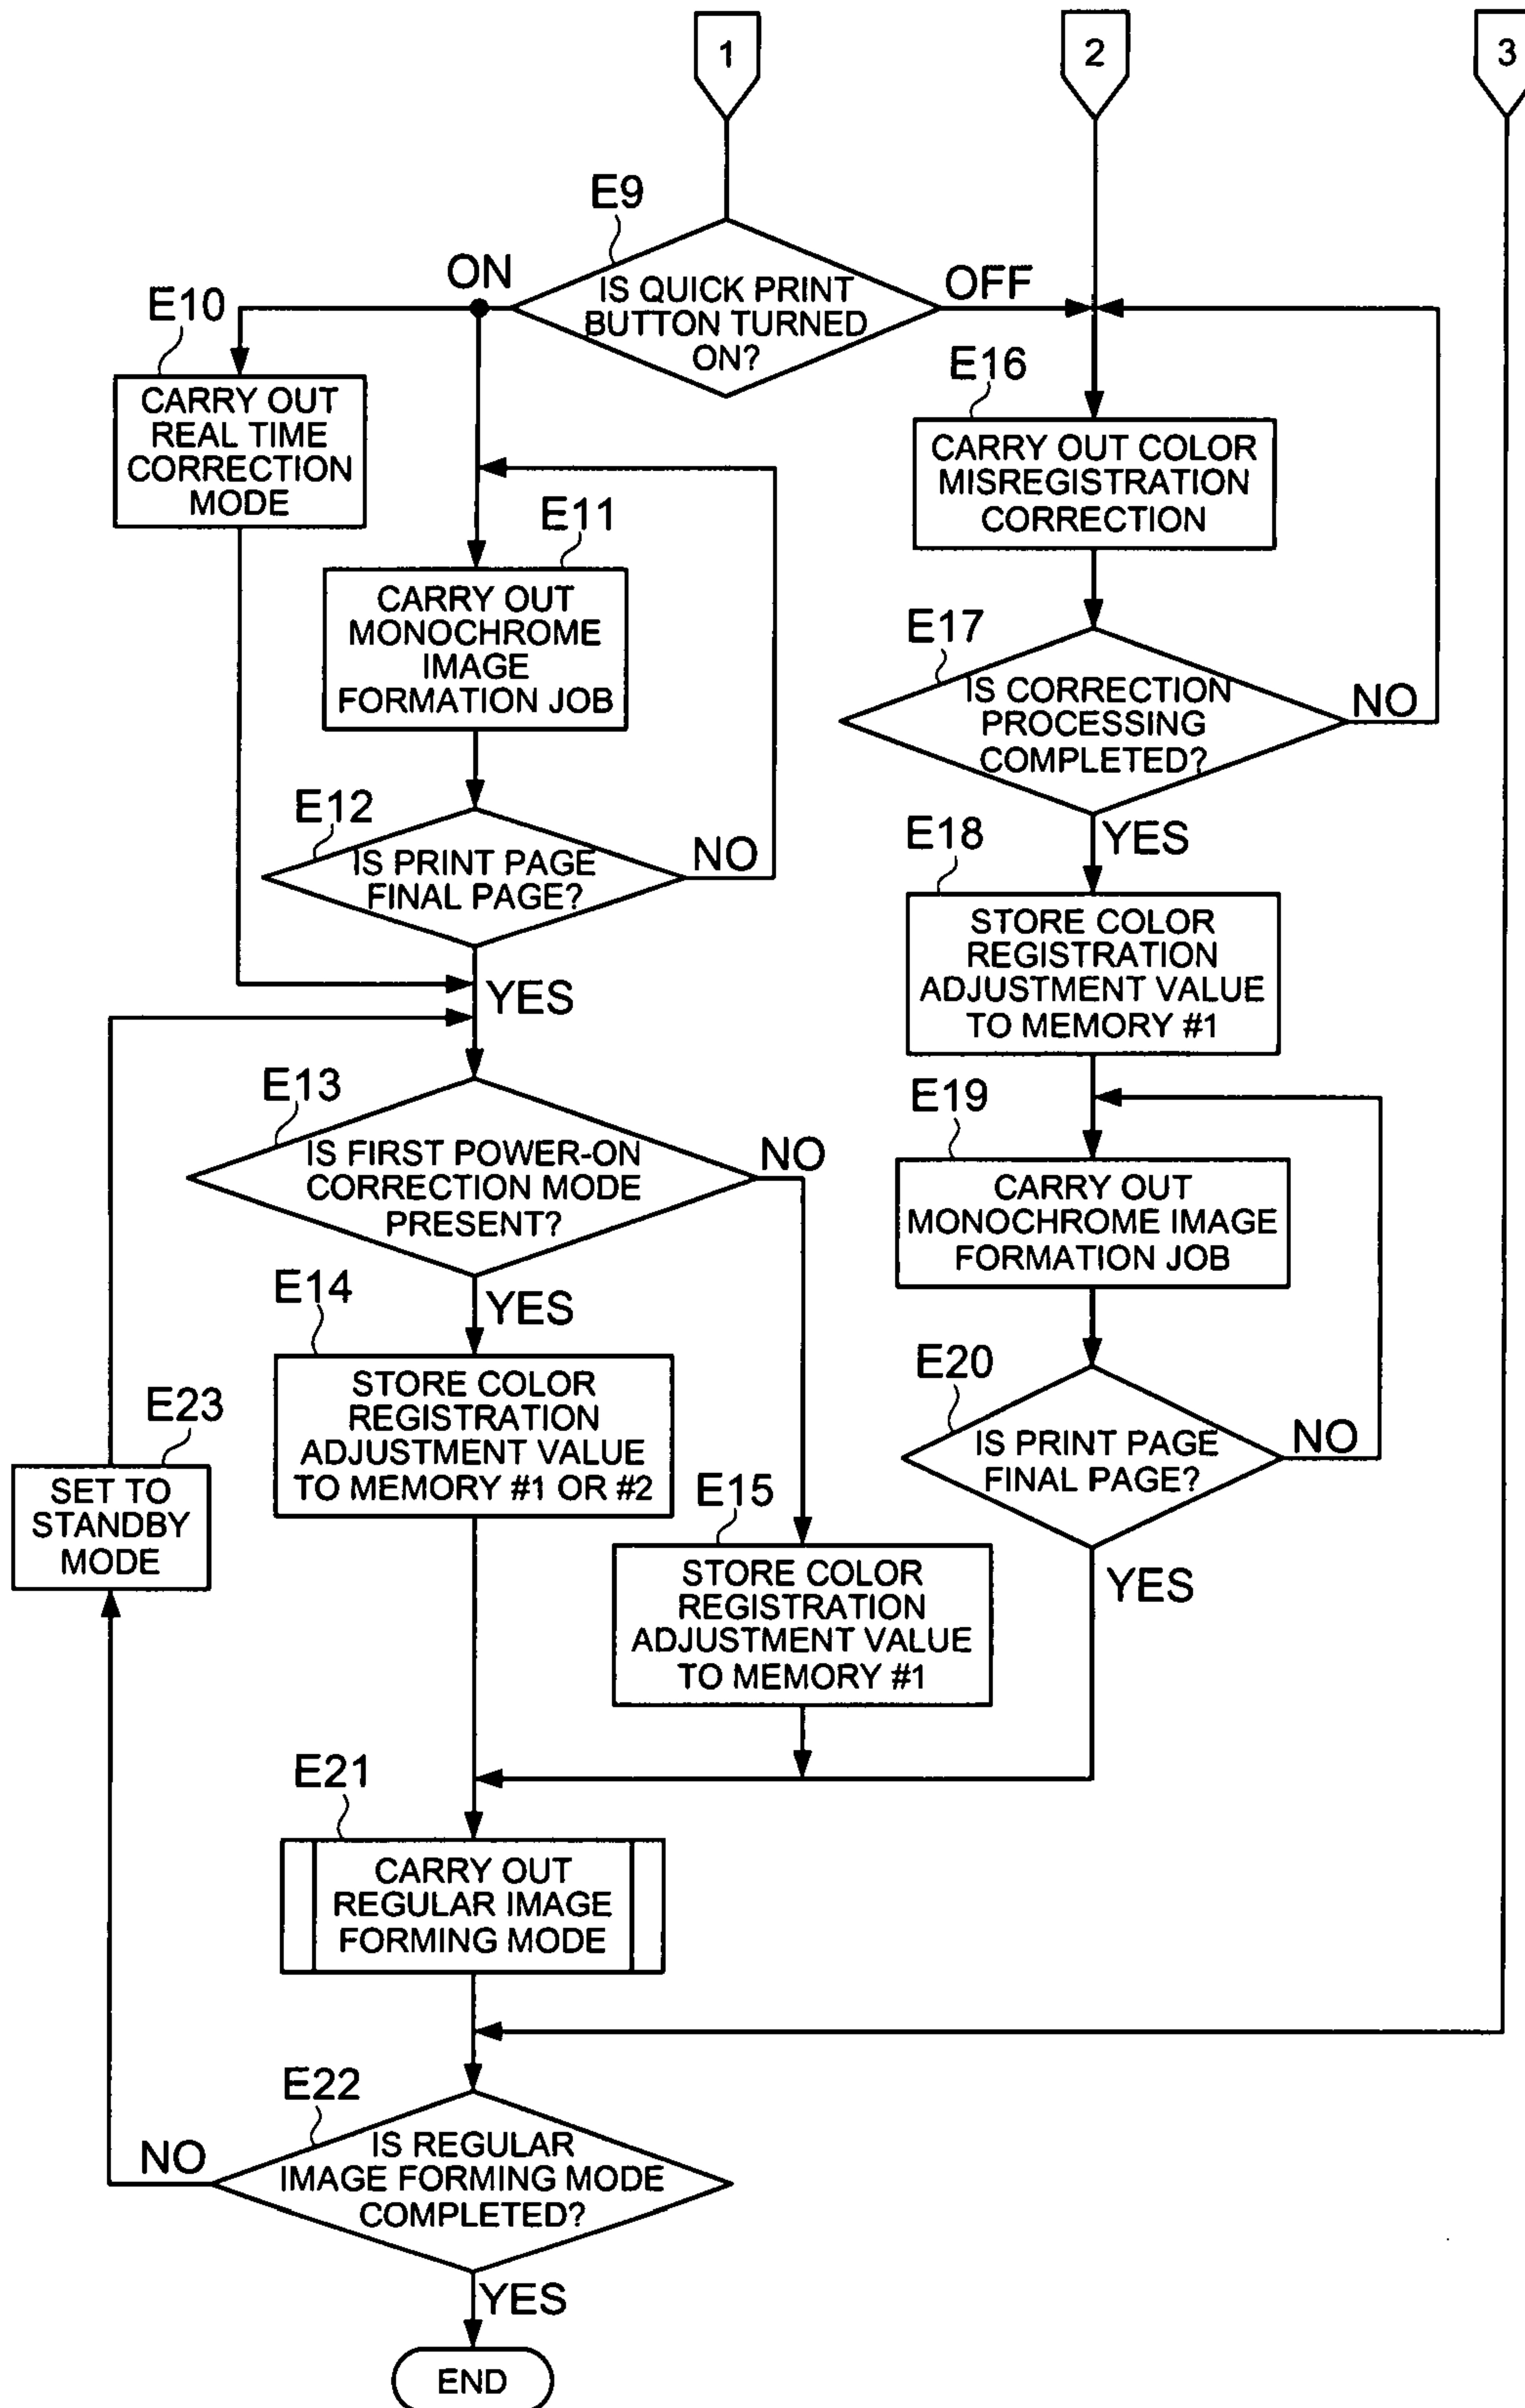 1
2
3
E9
ON
IS QUICK PRINT
BUTTON TURNED
ON?
OFF
E10
CARRY OUT
REAL TIME
CORRECTION
MODE
E16
CARRY OUT COLOR
MISREGISTRATION
CORRECTION
E11
CARRY OUT
MONOCHROME
IMAGE
FORMATION JOB
E17
IS CORRECTION
PROCESSING
COMPLETED?
NO
YES
E12
IS PRINT PAGE
FINAL PAGE?
NO
YES
E18
STORE COLOR
REGISTRATION
ADJUSTMENT VALUE
TO MEMORY #1
E13
IS FIRST POWER-ON
CORRECTION MODE
PRESENT?
NO
YES
E19
CARRY OUT
MONOCHROME IMAGE
FORMATION JOB
E14
STORE COLOR
REGISTRATION
ADJUSTMENT VALUE
TO MEMORY #1 OR #2
E20
IS PRINT PAGE
FINAL PAGE?
NO
YES
E23
SET TO
STANDBY
MODE
E15
STORE COLOR
REGISTRATION
ADJUSTMENT VALUE
TO MEMORY #1
E21
CARRY OUT
REGULAR IMAGE
FORMING MODE
E22
NO
IS REGULAR
IMAGE FORMING MODE
COMPLETED?
YES
END